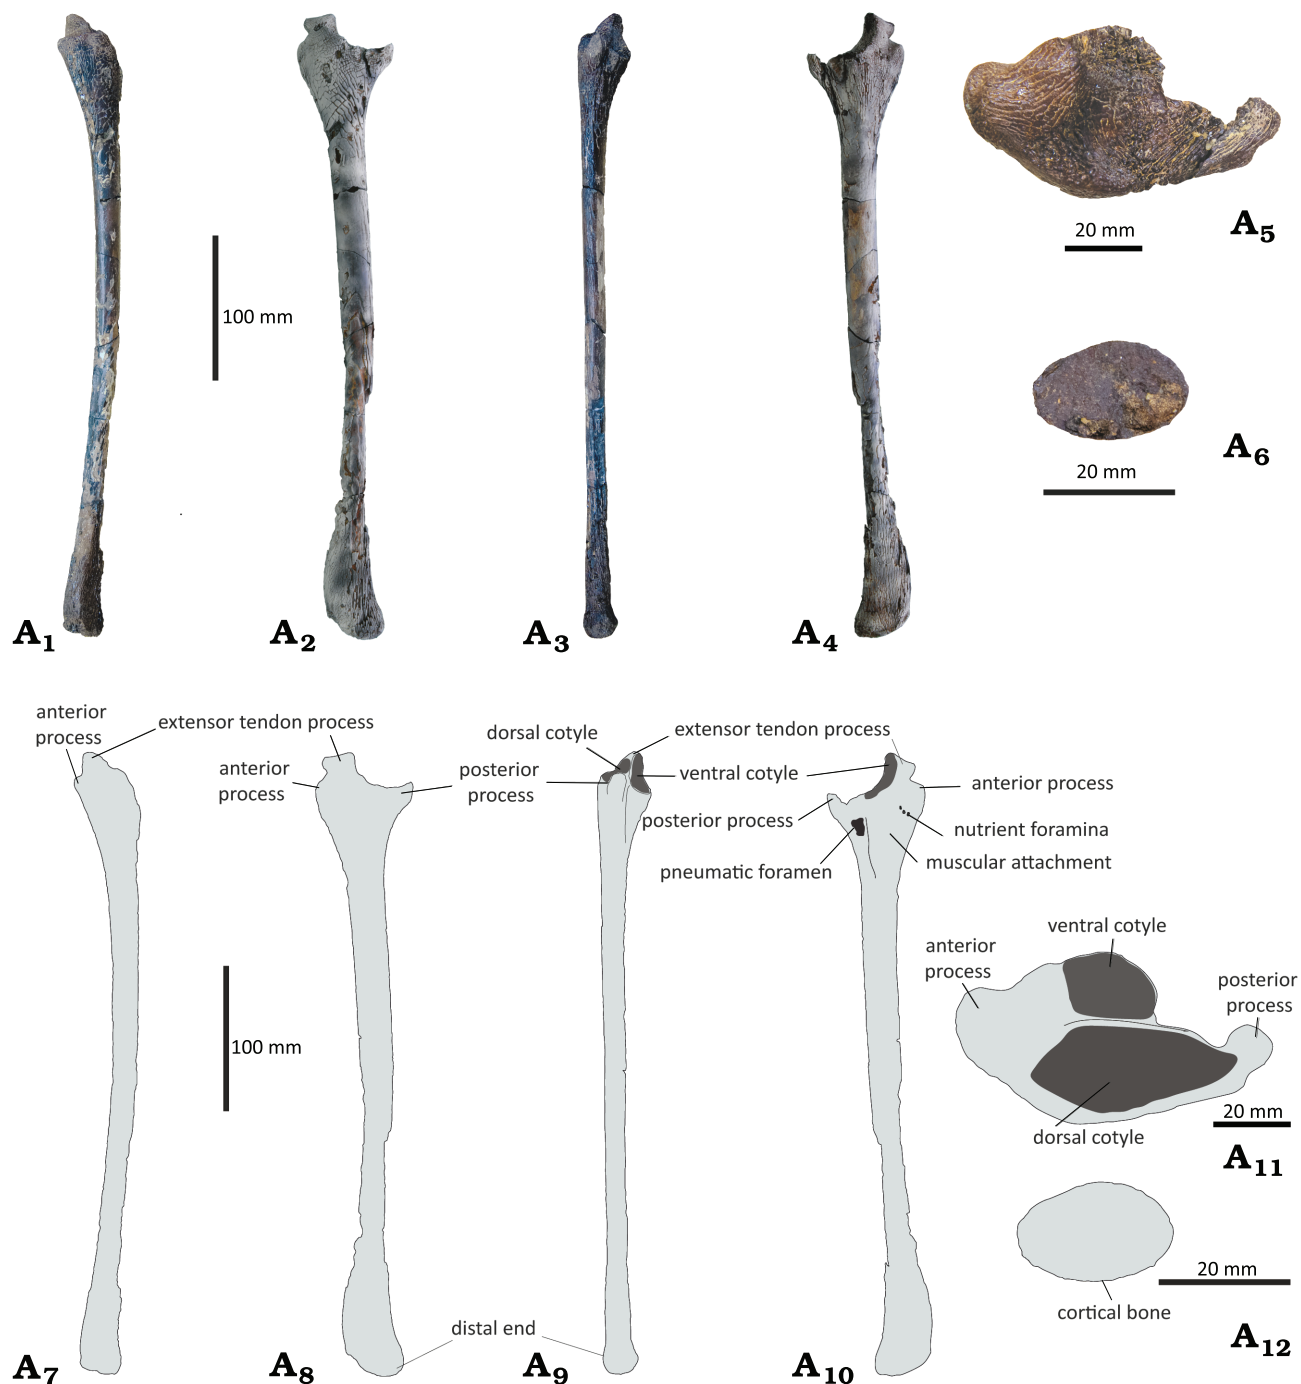 20 mm
A5
100 mm
20 mm
A6
A1
A2
A3
A4
anterior
process
extensor tendon process
anterior
process
dorsal cotyle
posterior
process
extensor tendon process
ventral cotyle
posterior process
pneumatic foramen
anterior process
nutrient foramina
muscular attachment
ventral cotyle
anterior
process
posterior
process
100 mm
20 mm
dorsal cotyle
A11
20 mm
cortical bone
distal end
A7
A8
A9
A10
A12